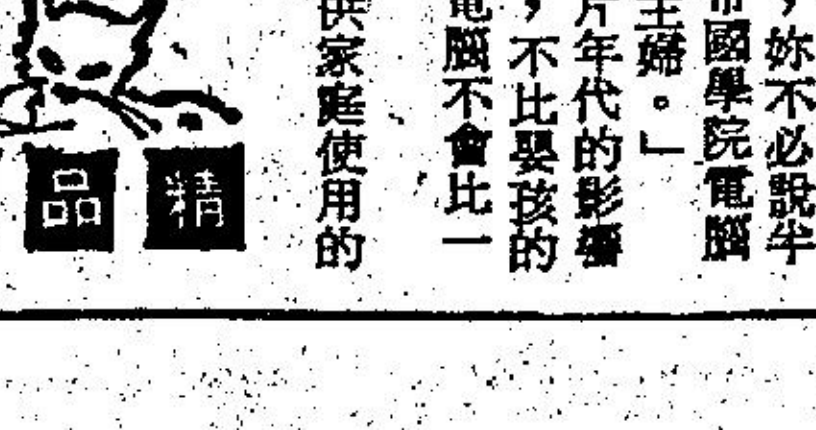 ，妳不必說半
帝國學院電腦
主婦。」
片年代的影響
，不比嬰孩的
電腦不會比一
供家庭使用的
精品